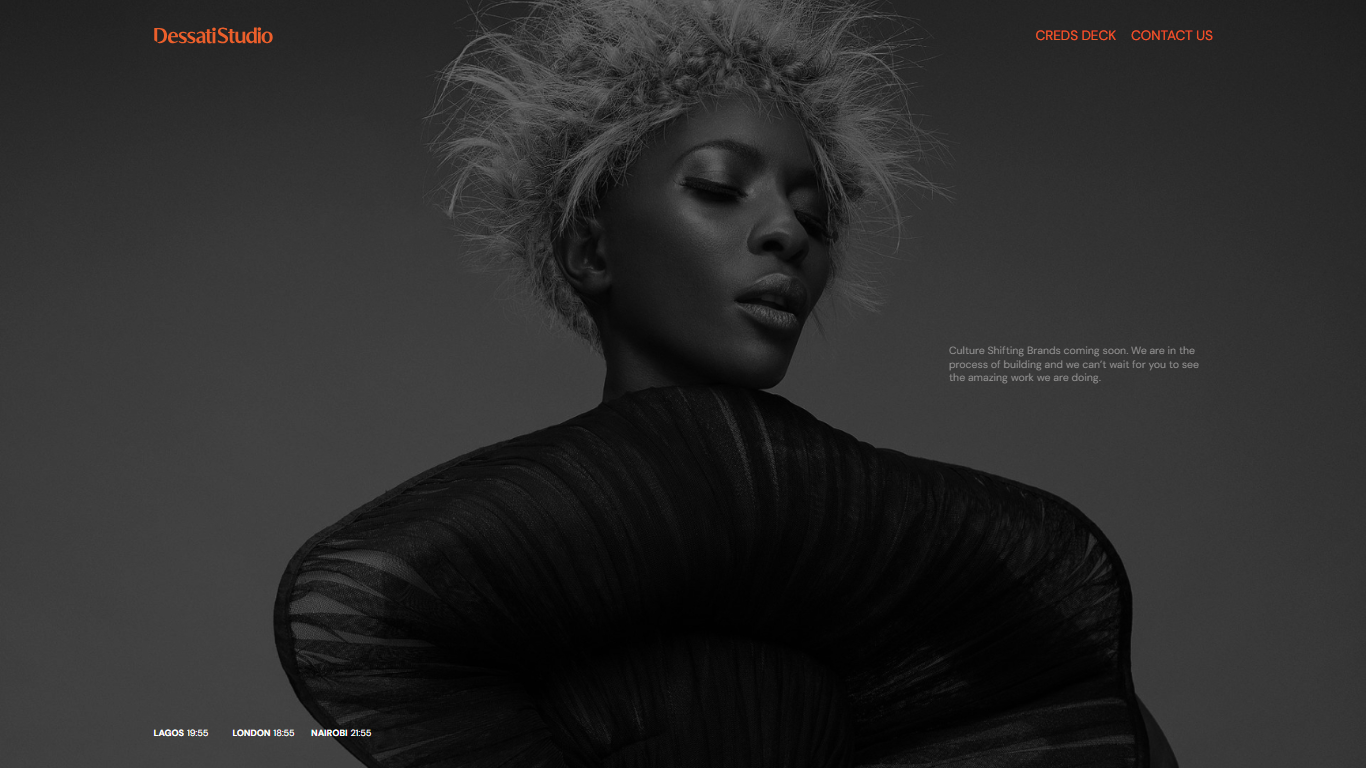 DessatiStudio
CREDS DECK CONTACT US
Culture Shifting Brands coming soon. We are in the
process of building and we can't wait for you to see
the amazing work we are doing.
LAGOS 19:55 LONDON 18:55 NAIROBI 21:55